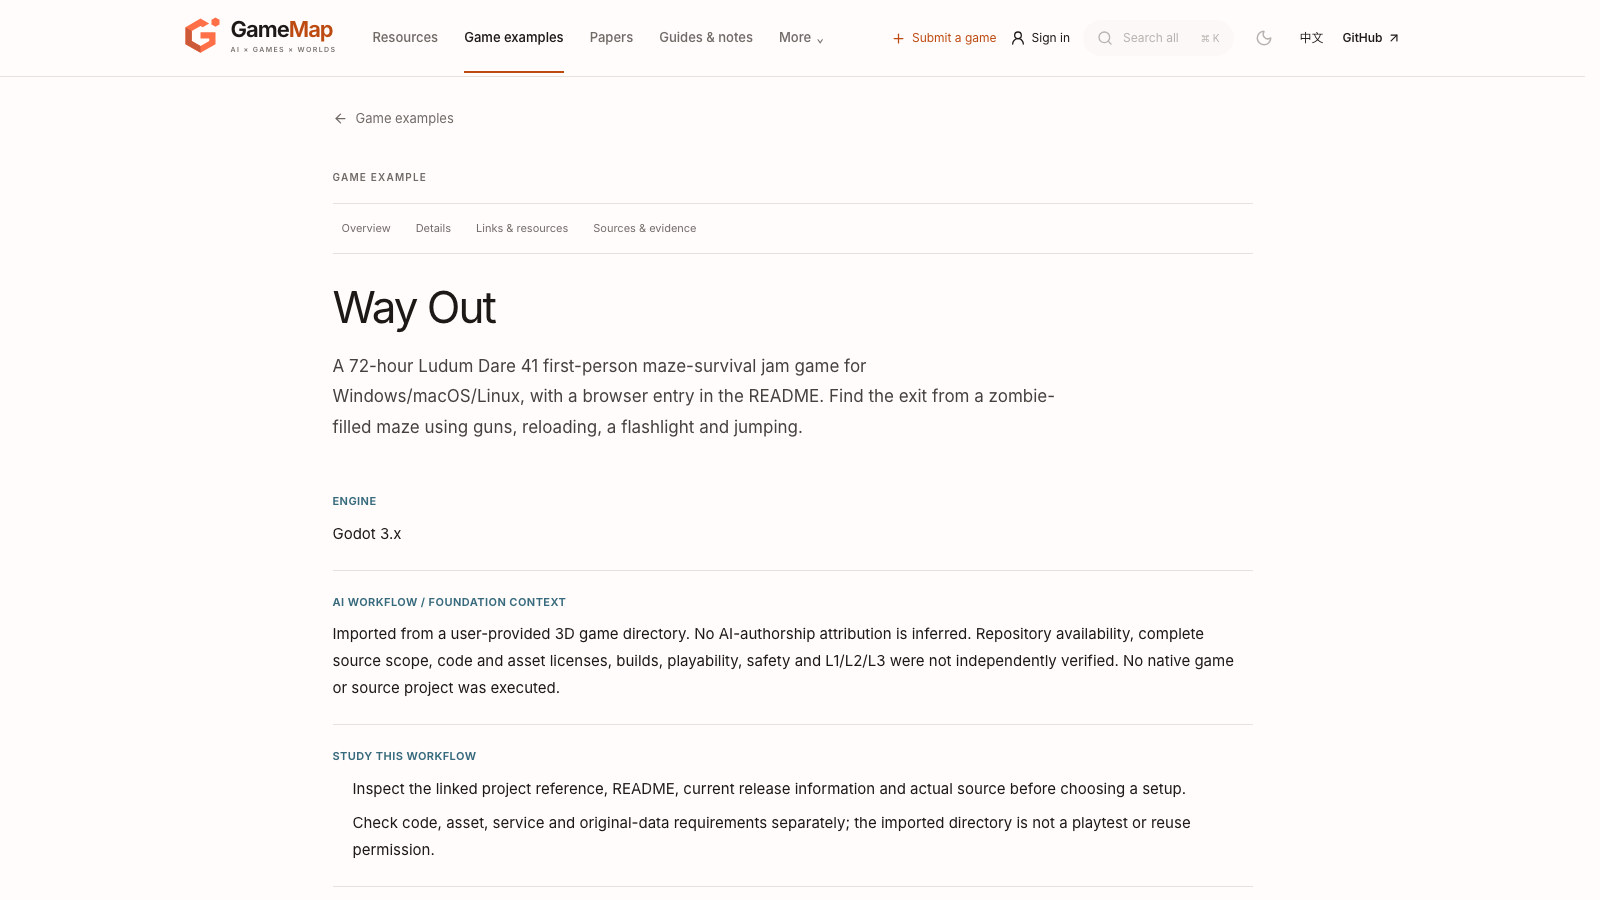 GameMap
AI × GAMES × WORLDS
Resources
Game examples
Papers
Guides & notes
More
Submit a game
Sign in
Search all
⌘ K
中文
GitHub
Game examples
GAME EXAMPLE
Overview
Details
Links & resources
Sources & evidence
Way Out
A 72-hour Ludum Dare 41 first-person maze-survival jam game for
Windows/macOS/Linux, with a browser entry in the README. Find the exit from a zombie-
filled maze using guns, reloading, a flashlight and jumping.
ENGINE
Godot 3.x
AI WORKFLOW / FOUNDATION CONTEXT
Imported from a user-provided 3D game directory. No AI-authorship attribution is inferred. Repository availability, complete
source scope, code and asset licenses, builds, playability, safety and L1/L2/L3 were not independently verified. No native game
or source project was executed.
STUDY THIS WORKFLOW
Inspect the linked project reference, README, current release information and actual source before choosing a setup.
Check code, asset, service and original-data requirements separately; the imported directory is not a playtest or reuse
permission.